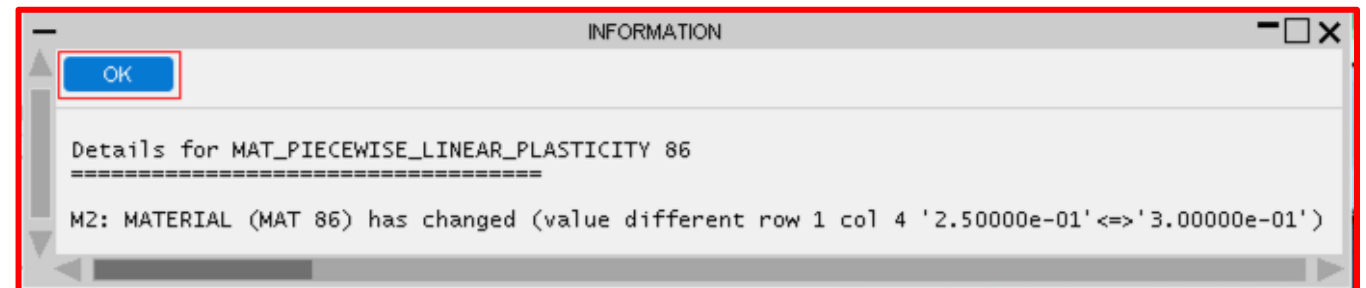 INFORMATION
OK
Details for MAT_PIECEWISE_LINEAR_PLASTICITY 86
===================================
M2: MATERIAL (MAT 86) has changed (value different row 1 col 4 '2.50000e-01'<=>'3.00000e-01')